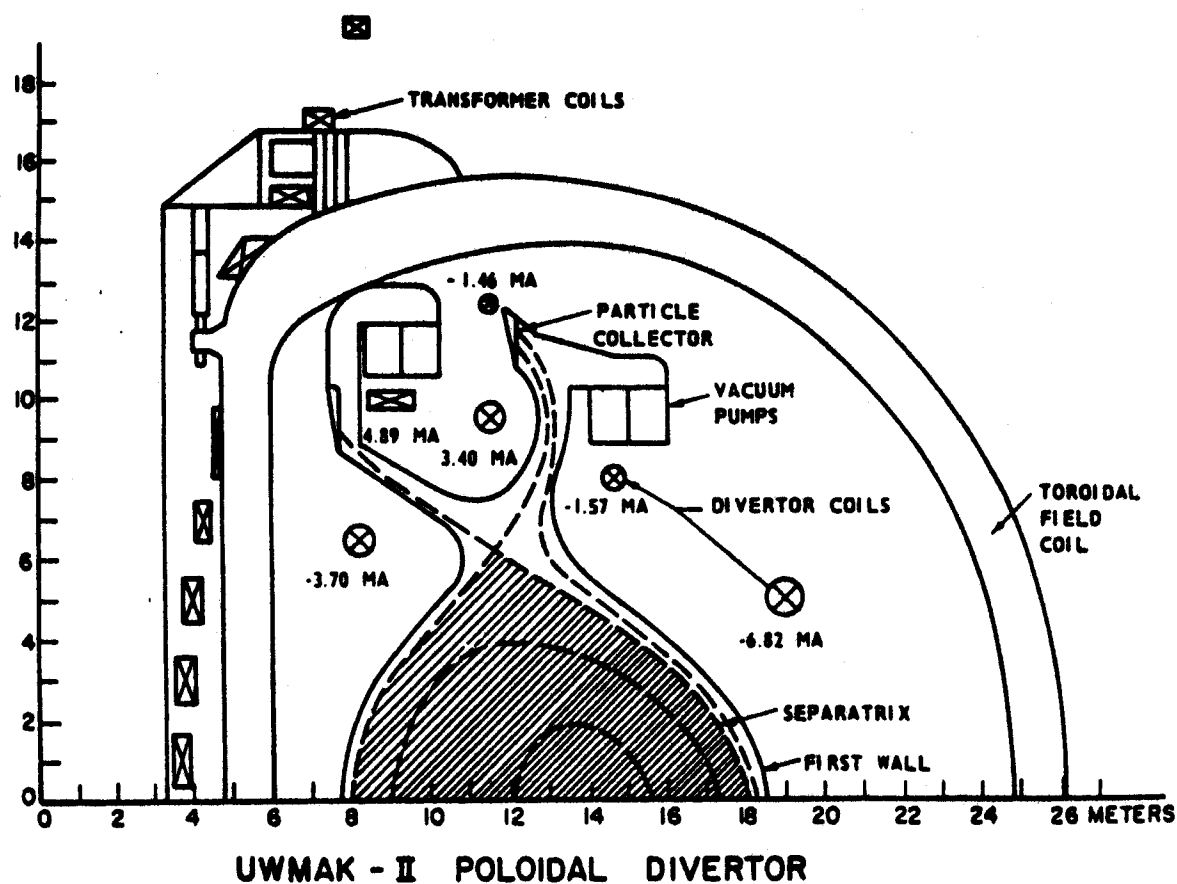 18
TRANSFORMER COILS
16
14
-1.46 MA
PARTICLE
COLLECTOR
12
VACUUM
PUMPS
10
4.89 MA
3.40 MA
8
-1.57 MA
DIVERTOR COILS
TOROIDAL
FIELD
COIL
6
-3.70 MA
4
-6.82 MA
SEPARATRIX
2
FIRST WALL
0
0 2 4 6 8 10 12 14 16 18 20 22 24 26 METERS
UWMAK - II POLOIDAL DIVERTOR